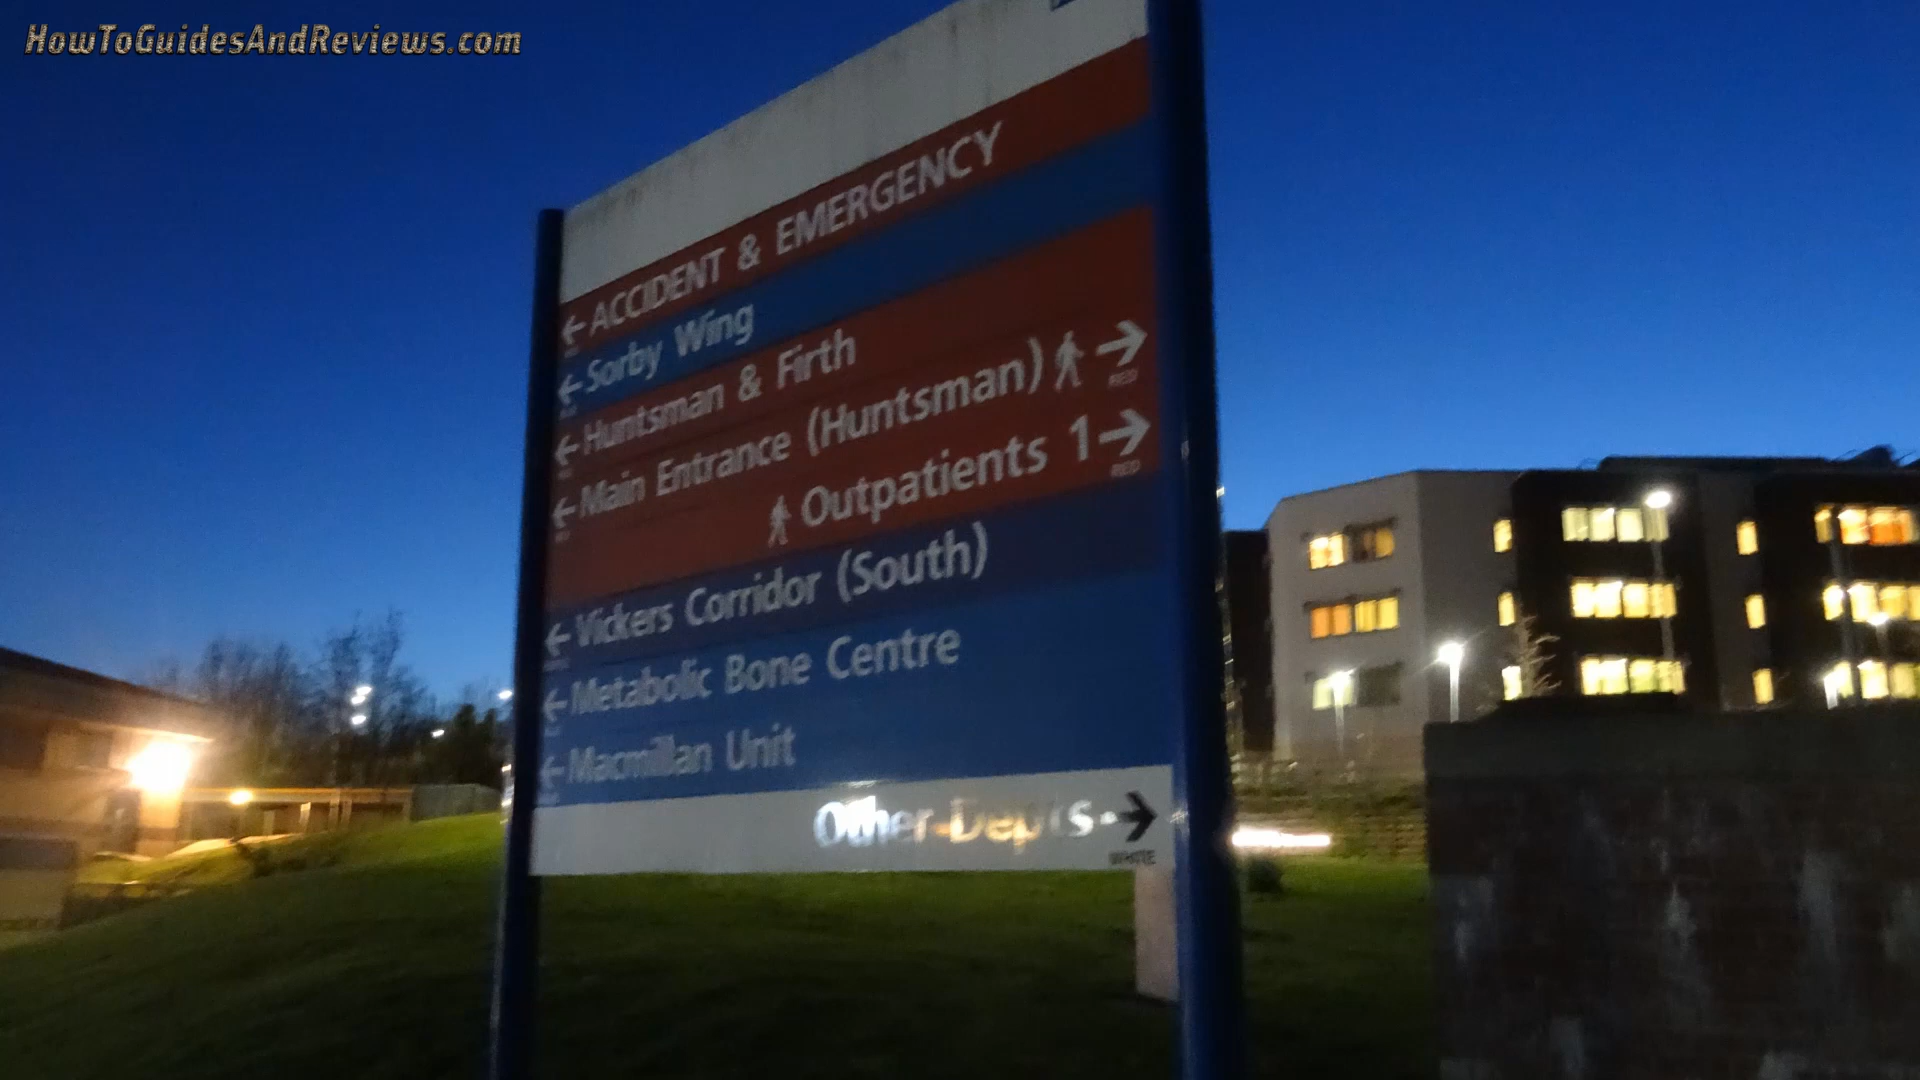 HowToGuidesAndReviews.com
← ACCIDENT & EMERGENCY
← Sorby Wing
← Huntsman & Firth
← Main Entrance (Huntsman) →
RED
Outpatients 1 →
RED
← Vickers Corridor (South)
← Metabolic Bone Centre
← Macmillan Unit
Other Depts →
WHITE